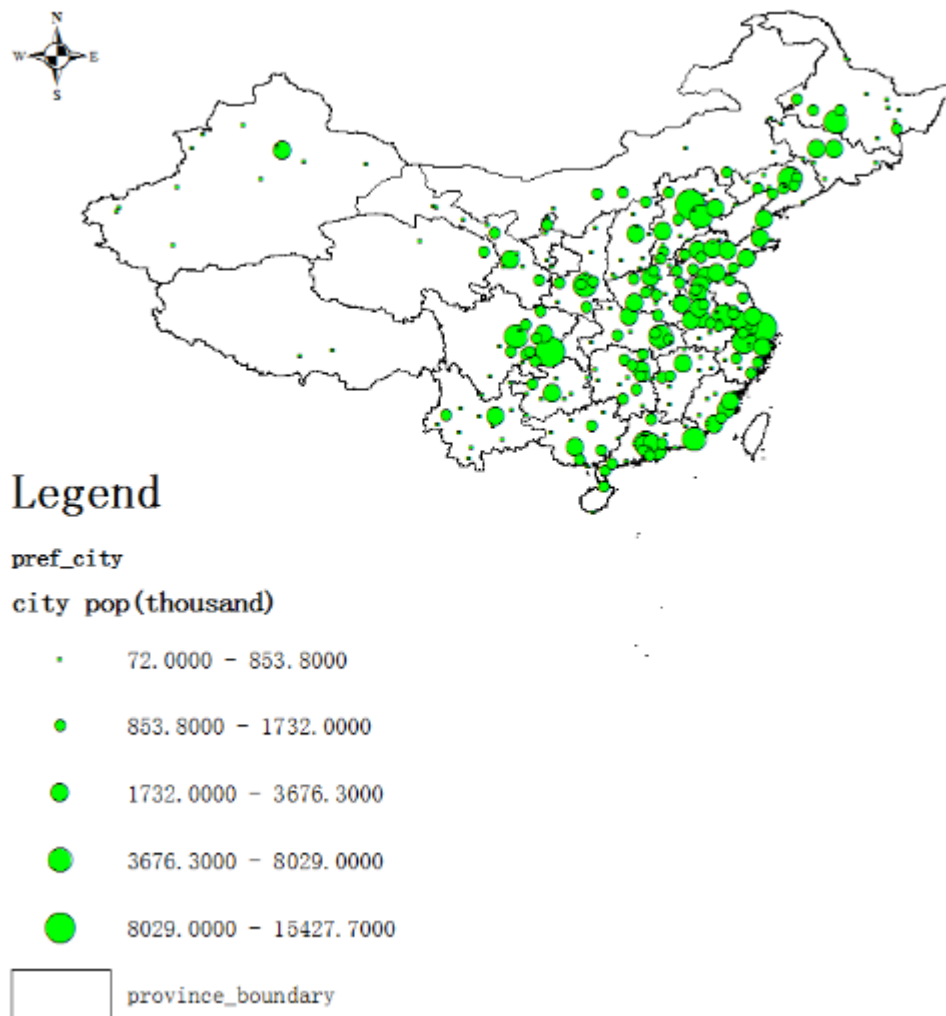 N
W E
S
Legend
pref_city
city pop(thousand)
72.0000 - 853.8000
853.8000 - 1732.0000
1732.0000 - 3676.3000
3676.3000 - 8029.0000
8029.0000 - 15427.7000
province_boundary